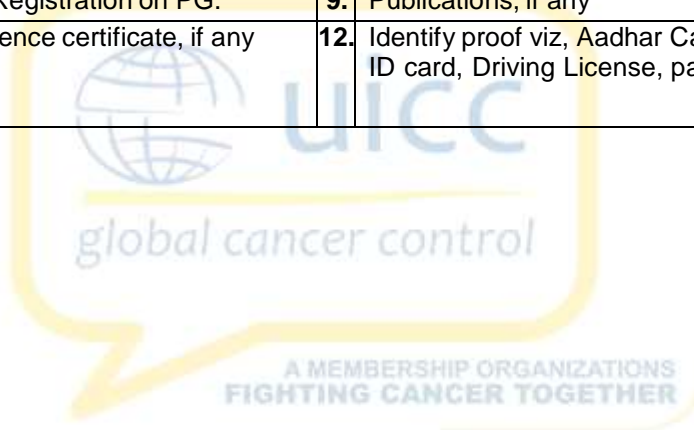 Registration on PG. 9. Publications, if any
ence certificate, if any 12. Identify proof viz, Aadhar Ca
ID card, Driving License, pa
uicc
global cancer control
A MEMBERSHIP ORGANIZATIONS
FIGHTING CANCER TOGETHER